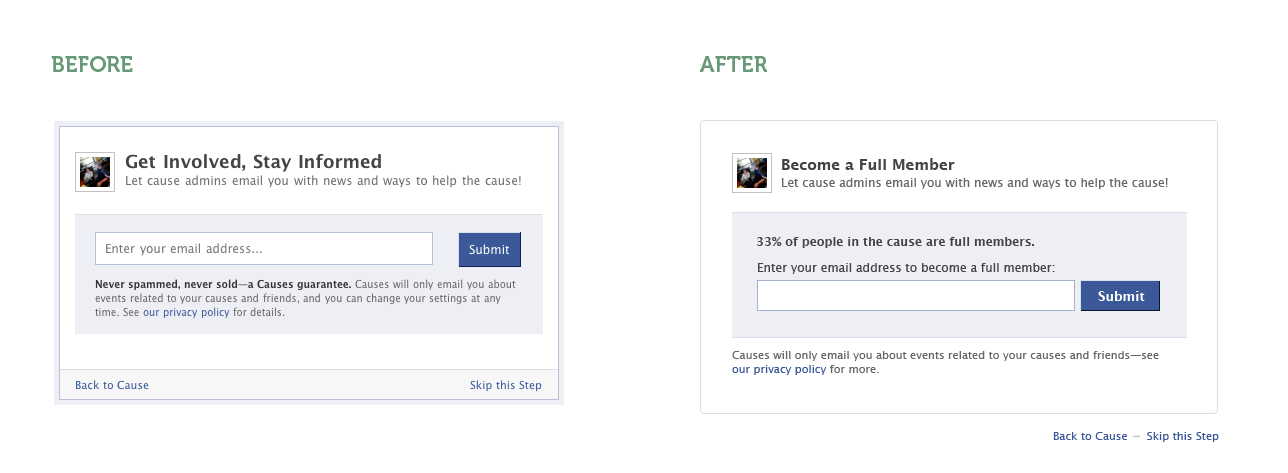 BEFORE
Get Involved, Stay Informed
Let cause admins email you with news and ways to help the cause!
Enter your email address...
Submit
Never spammed, never sold—a Causes guarantee. Causes will only email you about
events related to your causes and friends, and you can change your settings at any
time. See our privacy policy for details.
Back to Cause
Skip this Step
AFTER
Become a Full Member
Let cause admins email you with news and ways to help the cause!
33% of people in the cause are full members.
Enter your email address to become a full member:
Submit
Causes will only email you about events related to your causes and friends—see
our privacy policy for more.
Back to Cause – Skip this Step